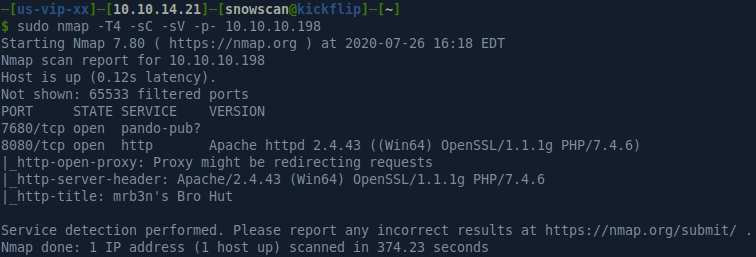 ─[us-vip-xx]─[10.10.14.21]─[snowscan@kickflip]─[~]
$ sudo nmap -T4 -sC -sV -p- 10.10.10.198
Starting Nmap 7.80 ( https://nmap.org ) at 2020-07-26 16:18 EDT
Nmap scan report for 10.10.10.198
Host is up (0.12s latency).
Not shown: 65533 filtered ports
PORT     STATE SERVICE    VERSION
7680/tcp open  pando-pub?
8080/tcp open  http       Apache httpd 2.4.43 ((Win64) OpenSSL/1.1.1g PHP/7.4.6)
|_http-open-proxy: Proxy might be redirecting requests
|_http-server-header: Apache/2.4.43 (Win64) OpenSSL/1.1.1g PHP/7.4.6
|_http-title: mrb3n's Bro Hut
Service detection performed. Please report any incorrect results at https://nmap.org/submit/ .
Nmap done: 1 IP address (1 host up) scanned in 374.23 seconds